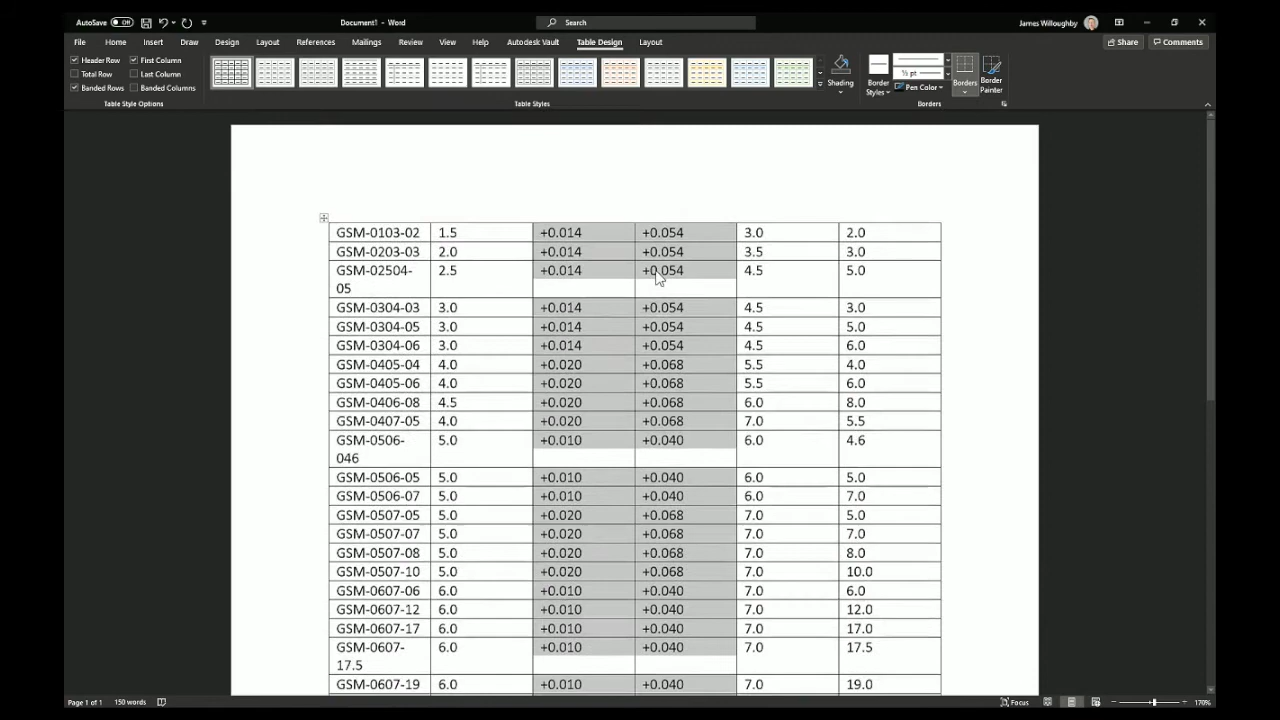 AutoSave Off Document1 - Word Search James Willoughby
File Home Insert Draw Design Layout References Mailings Review View Help Autodesk Vault Table Design Layout Share Comments
Header Row First Column
Total Row Last Column
Banded Rows Banded Columns
Shading
Border Styles
½ pt
Pen Color
Borders
Border Painter
Table Style Options Table Styles Borders
GSM-0103-02 1.5 +0.014 +0.054 3.0 2.0
GSM-0203-03 2.0 +0.014 +0.054 3.5 3.0
GSM-02504- 2.5 +0.014 +0.054 4.5 5.0
05
GSM-0304-03 3.0 +0.014 +0.054 4.5 3.0
GSM-0304-05 3.0 +0.014 +0.054 4.5 5.0
GSM-0304-06 3.0 +0.014 +0.054 4.5 6.0
GSM-0405-04 4.0 +0.020 +0.068 5.5 4.0
GSM-0405-06 4.0 +0.020 +0.068 5.5 6.0
GSM-0406-08 4.5 +0.020 +0.068 6.0 8.0
GSM-0407-05 4.0 +0.020 +0.068 7.0 5.5
GSM-0506- 5.0 +0.010 +0.040 6.0 4.6
046
GSM-0506-05 5.0 +0.010 +0.040 6.0 5.0
GSM-0506-07 5.0 +0.010 +0.040 6.0 7.0
GSM-0507-05 5.0 +0.020 +0.068 7.0 5.0
GSM-0507-07 5.0 +0.020 +0.068 7.0 7.0
GSM-0507-08 5.0 +0.020 +0.068 7.0 8.0
GSM-0507-10 5.0 +0.020 +0.068 7.0 10.0
GSM-0607-06 6.0 +0.010 +0.040 7.0 6.0
GSM-0607-12 6.0 +0.010 +0.040 7.0 12.0
GSM-0607-17 6.0 +0.010 +0.040 7.0 17.0
GSM-0607- 6.0 +0.010 +0.040 7.0 17.5
17.5
GSM-0607-19 6.0 +0.010 +0.040 7.0 19.0
Page 1 of 1 150 words Focus 170%